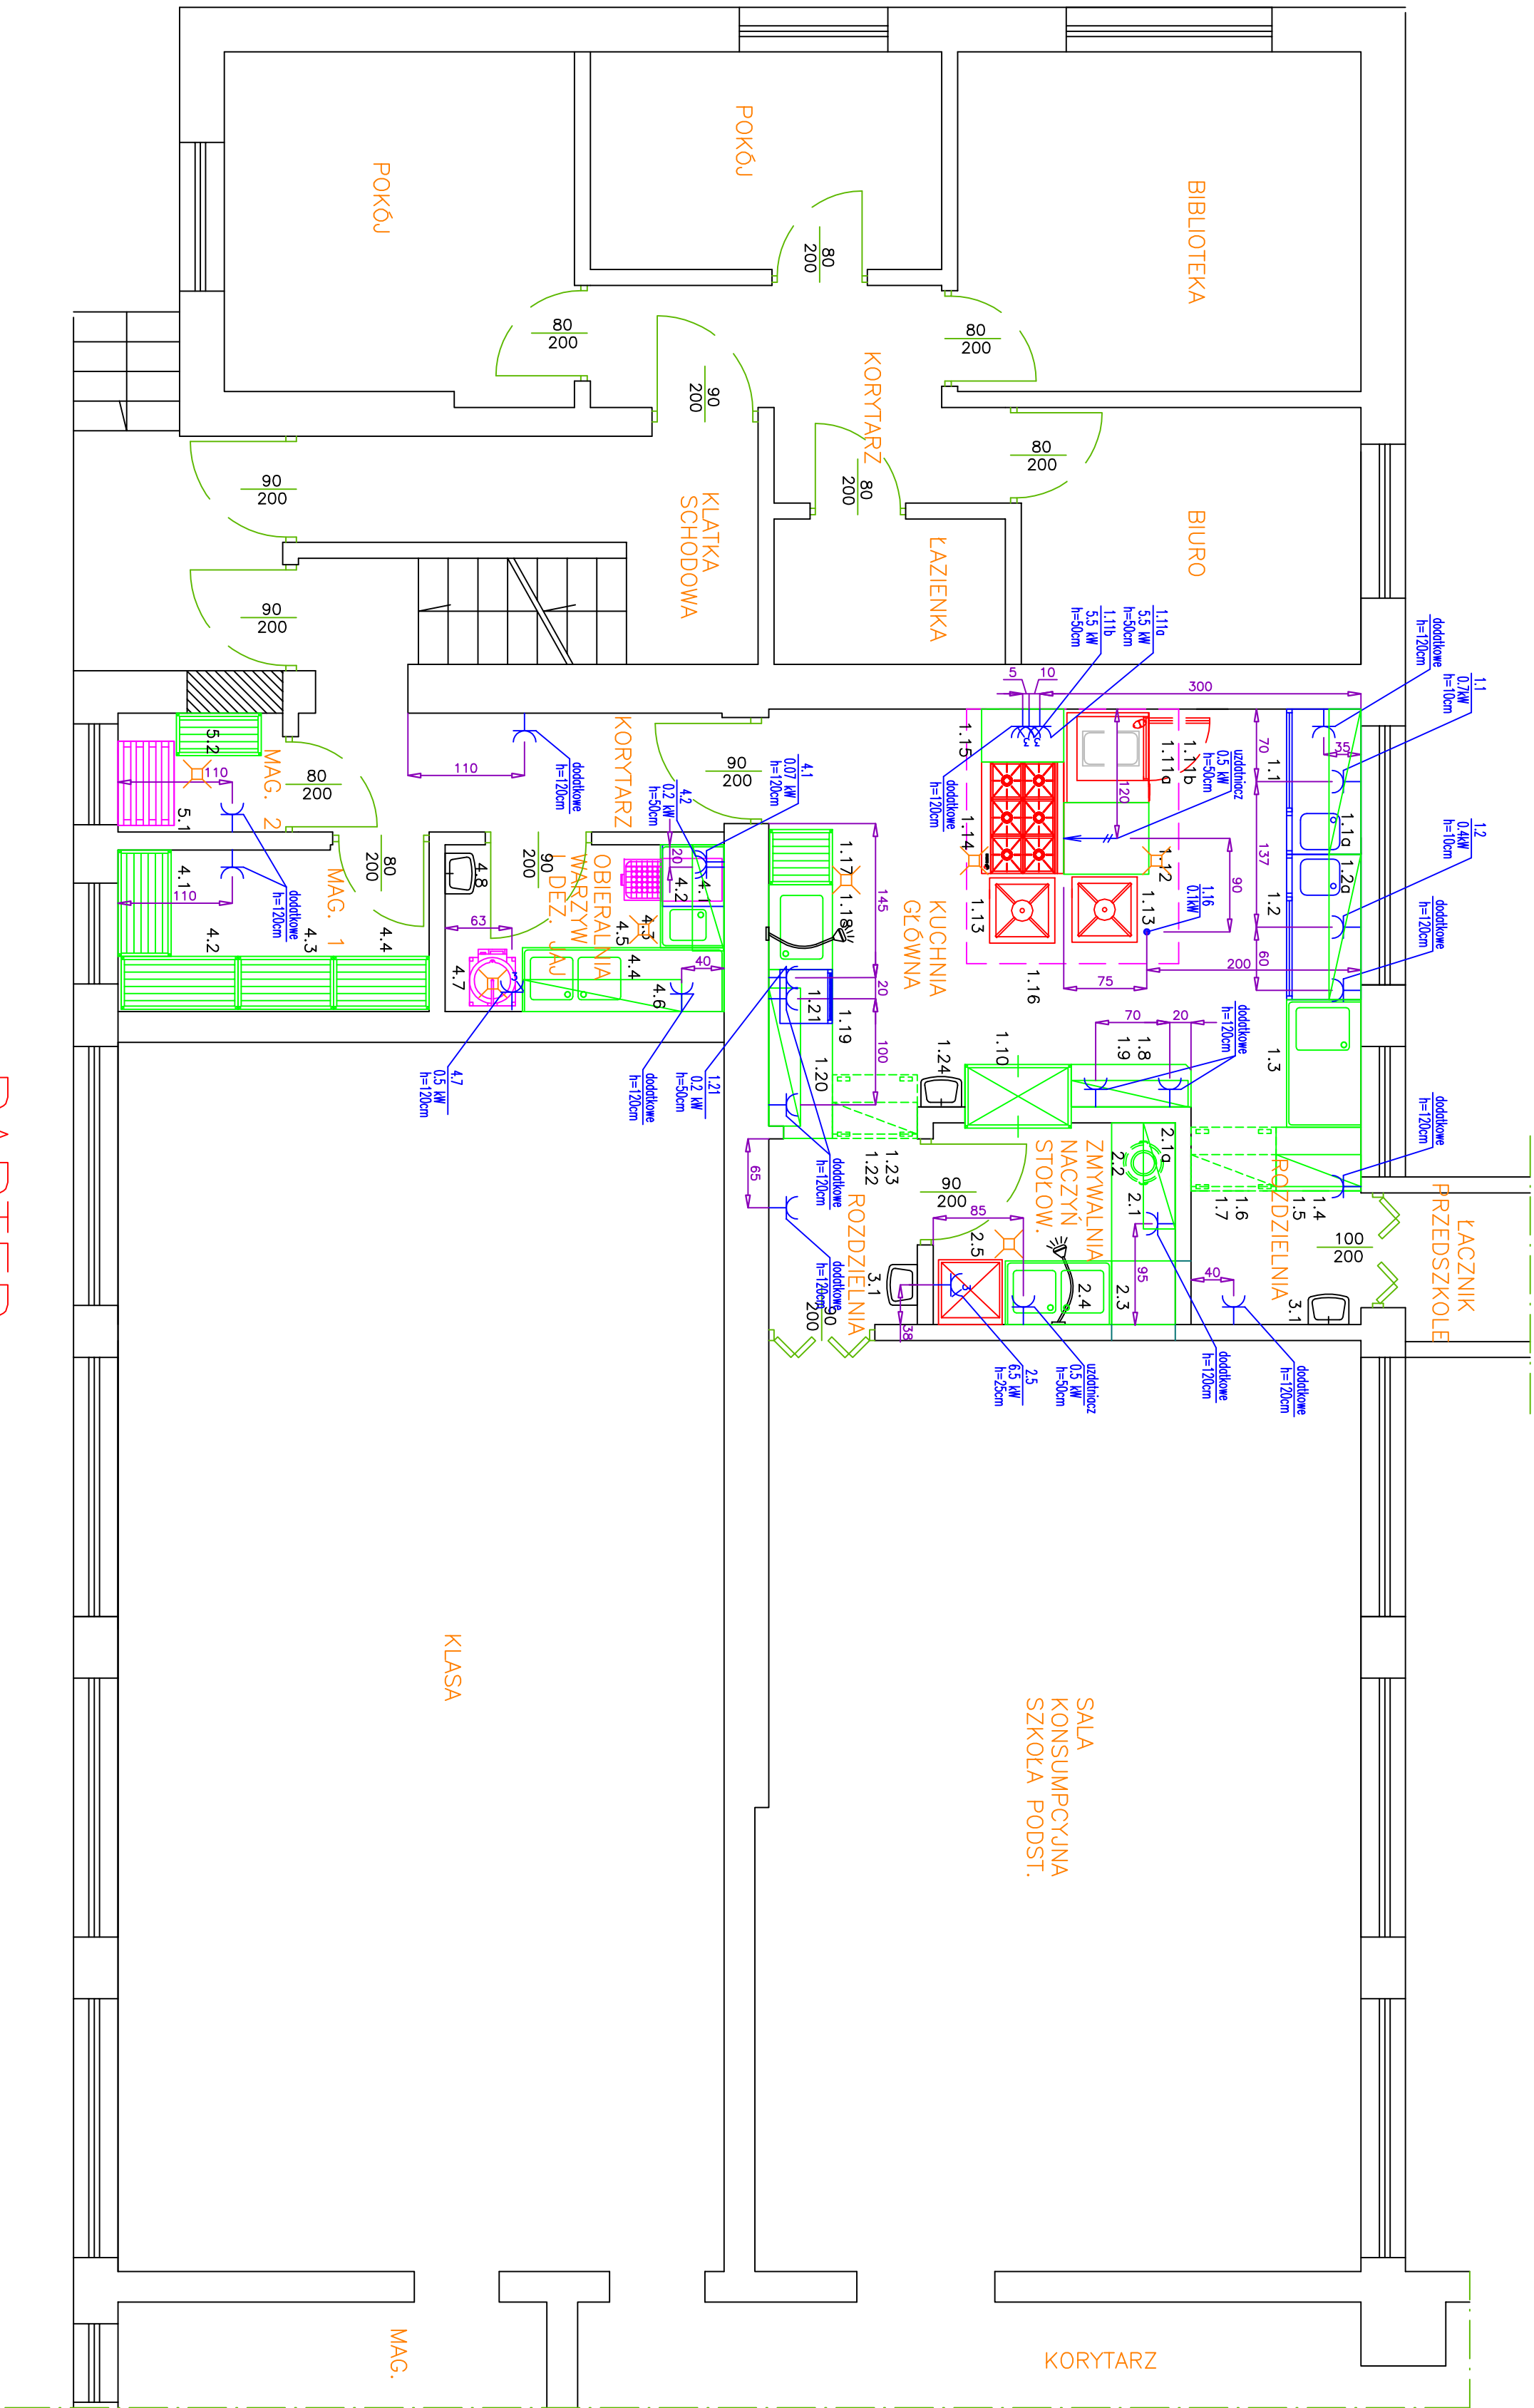 POKÓJ
POKÓJ
BIBLIOTEKA
KORYTARZ
BIURO
ŁAZIENKA
KLATKA
SCHODOWA
80
200
80
200
80
200
90
200
80
200
80
200
90
200
90
200
dodatkowe
h=120cm
1.1
0.7kW
h=10cm
1.2
0.4kW
h=10cm
dodatkowe
h=120cm
dodatkowe
h=120cm
1.11a
5.5 kW
h=50cm
1.11b
5.5 kW
h=50cm
5
10
300
70
35
137
60
200
120
90
75
70
20
uzdatniacz
0.5 kW
h=50cm
1.16
0.1kW
dodatkowe
h=120cm
dodatkowe
h=120cm
1.1
1.1a
1.2a
1.2
1.3
1.4
1.5
1.6
1.7
1.8
1.9
1.10
1.11b
1.11a
1.12
1.13
1.13
1.14
1.15
1.16
1.17
1.18
1.19
1.20
1.21
1.22
1.23
1.24
KUCHNIA
GŁÓWNA
145
20
100
65
ŁĄCZNIK
PRZEDSZKOLE
100
200
ROZDZIELNIA
3.1
40
dodatkowe
h=120cm
dodatkowe
h=120cm
ZMYWALNIA
NACZYŃ
STOŁOW.
2.1a
2.2
2.1
2.3
2.4
2.5
95
85
38
90
200
uzdatniacz
0.5 kW
h=50cm
2.5
6.5 kW
h=25cm
ROZDZIELNIA
3.1
90
200
dodatkowe
h=120cm
dodatkowe
h=120cm
1.21
0.2 kW
h=50cm
dodatkowe
h=120cm
4.7
0.5 kW
h=120cm
4.1
0.07 kW
h=120cm
4.2
0.2 kW
h=50cm
90
200
KORYTARZ
110
dodatkowe
h=120cm
OBIERALNIA
WARZYW
I DEZ. JAJ
90
200
20
40
63
4.1
4.2
4.3
4.5
4.4
4.6
4.7
4.8
MAG. 2
5.2
5.1
110
80
200
MAG. 1
80
200
4.1
4.2
4.3
4.4
110
dodatkowe
h=120cm
KLASA
SALA
KONSUMPCYJNA
SZKOŁA PODST.
MAG.
KORYTARZ